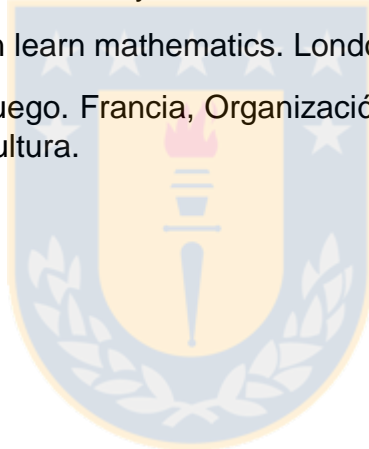 n learn mathematics. Londo
uego. Francia, Organizació
ultura.